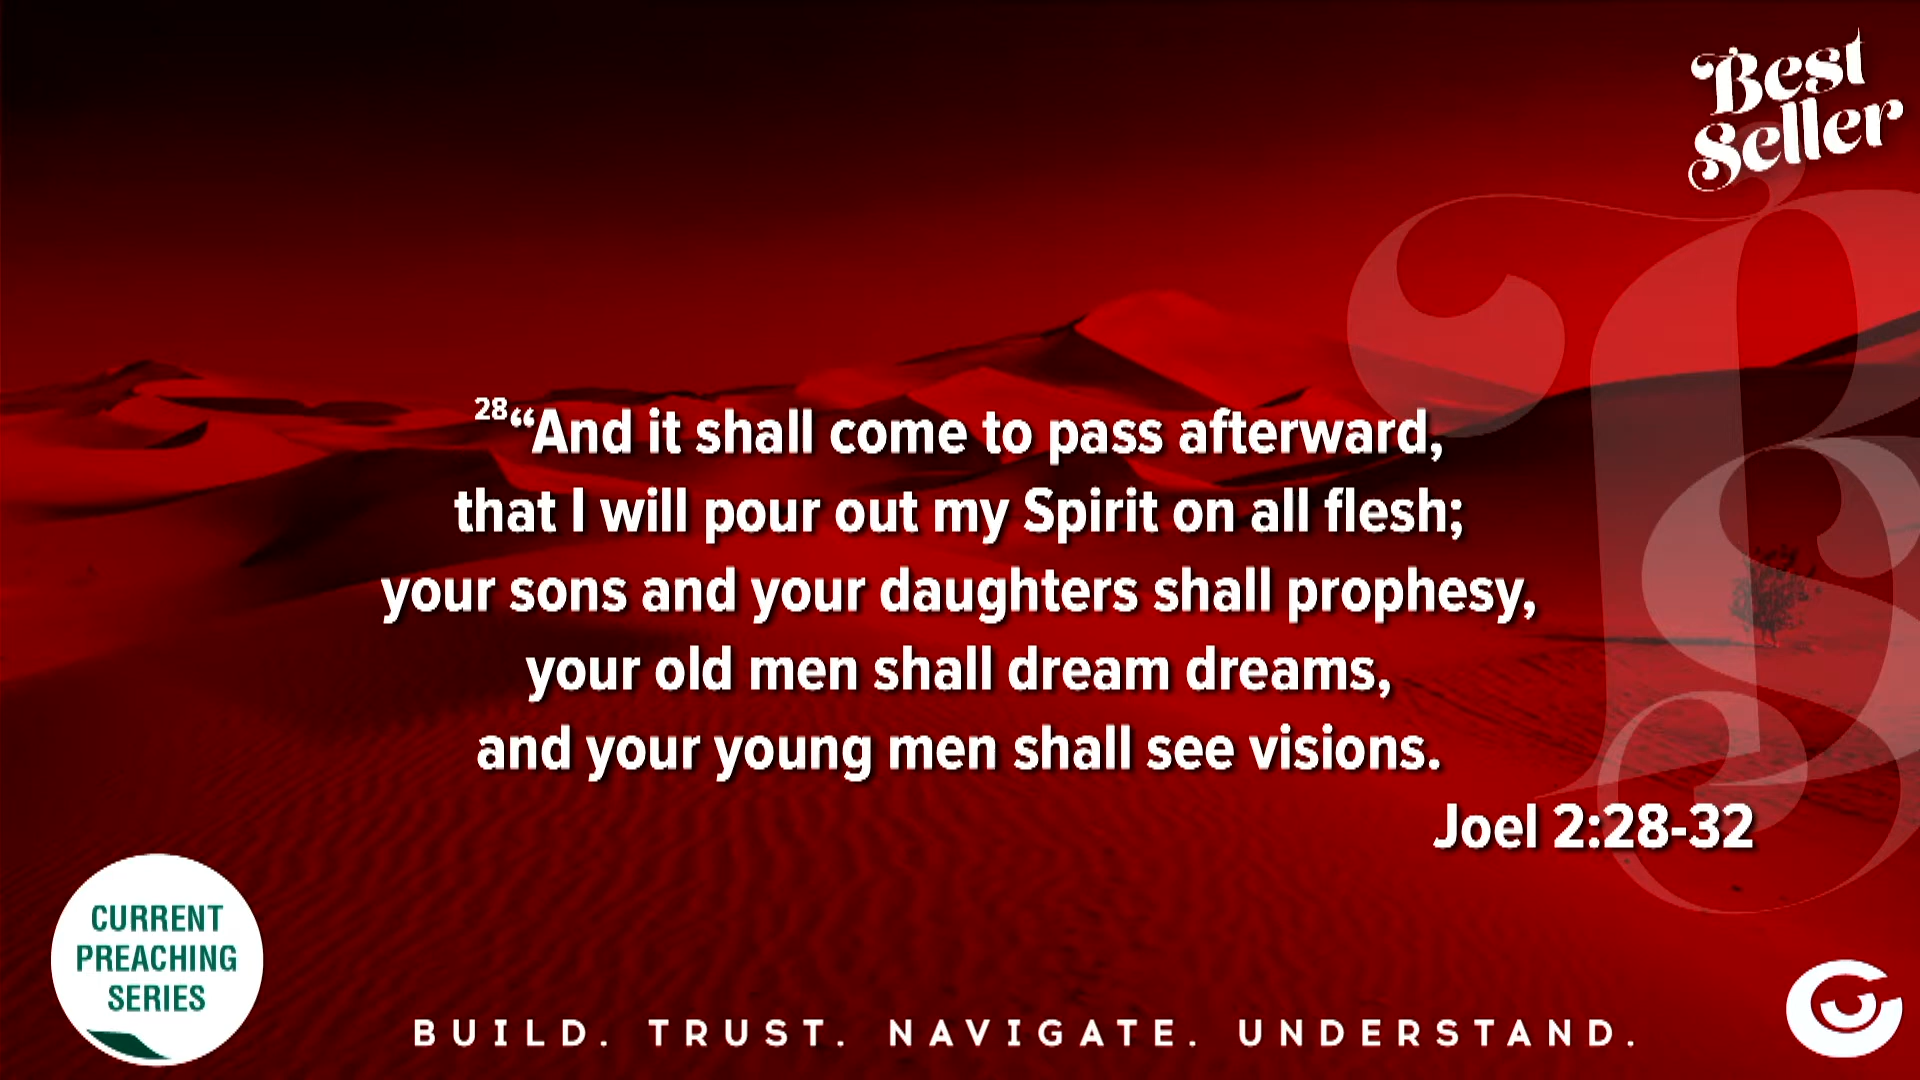 Best
Seller
28“And it shall come to pass afterward,
that I will pour out my Spirit on all flesh;
your sons and your daughters shall prophesy,
your old men shall dream dreams,
and your young men shall see visions.
Joel 2:28-32
CURRENT
PREACHING
SERIES
BUILD. TRUST. NAVIGATE. UNDERSTAND.